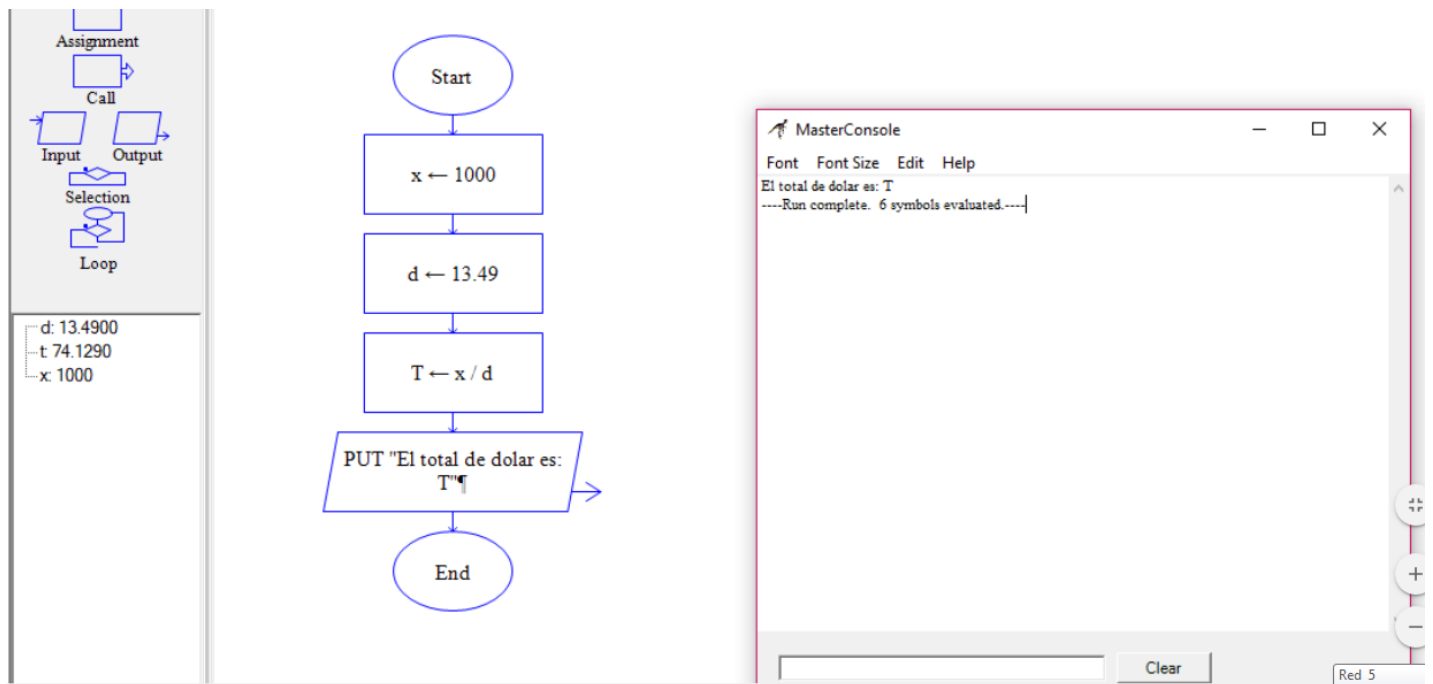 Assignment
Call
Input Output
Selection
Loop
d: 13.4900
t: 74.1290
x: 1000
Start
x ← 1000
d ← 13.49
T ← x / d
PUT "El total de dolar es:
T"¶
End
MasterConsole
Font Font Size Edit Help
El total de dolar es: T
----Run complete. 6 symbols evaluated.----
Clear
Red 5